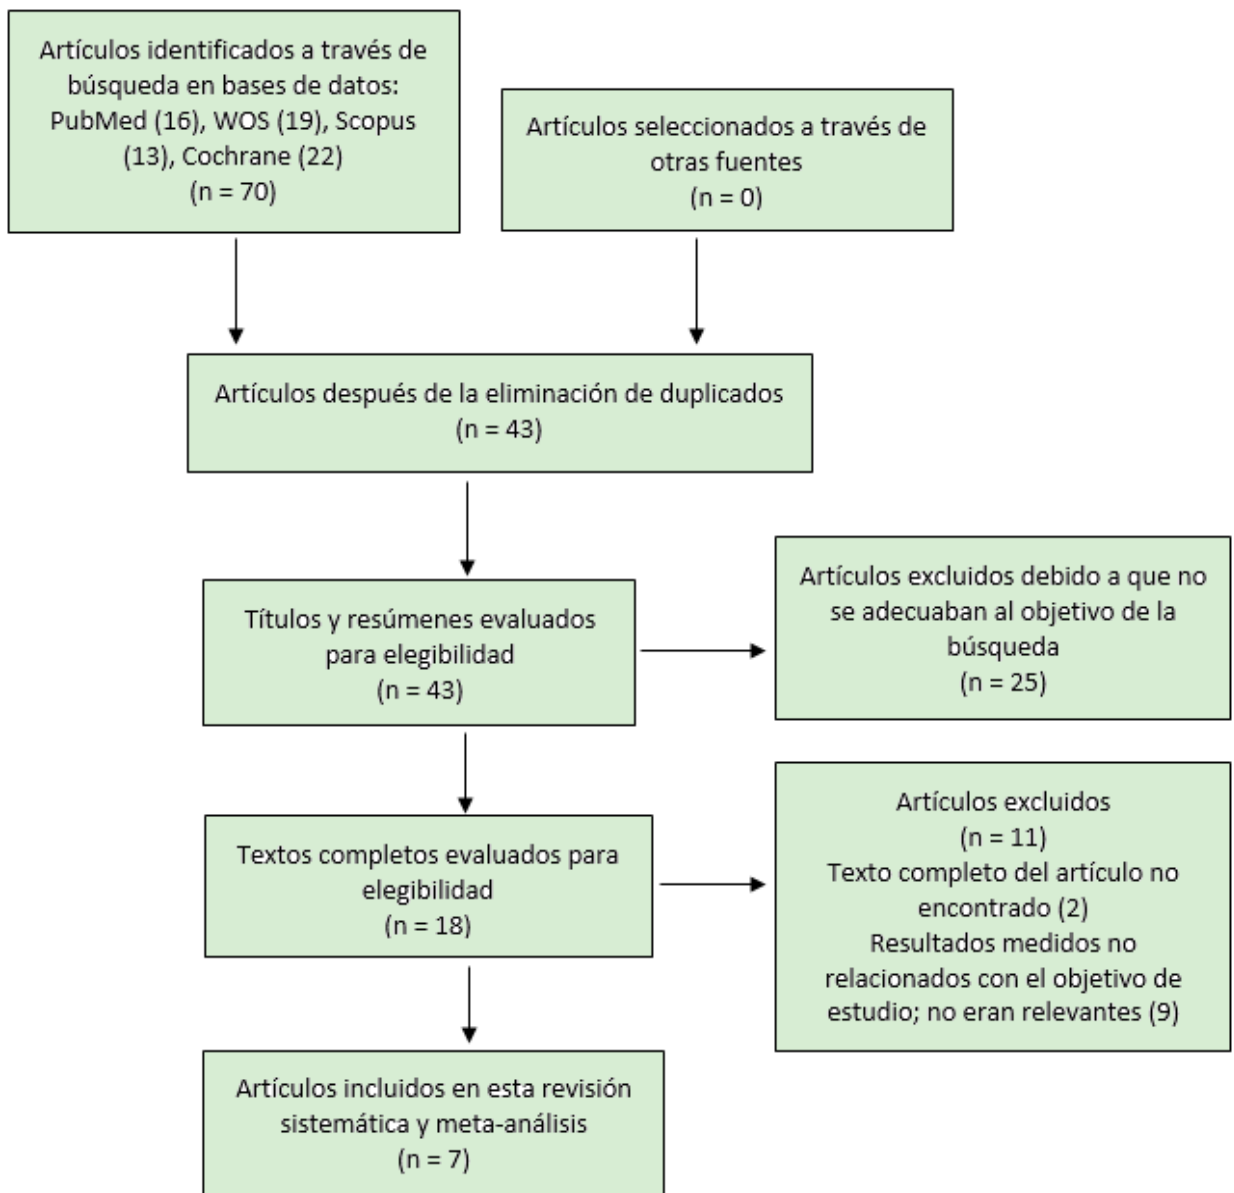 Artículos identificados a través de
búsqueda en bases de datos:
PubMed (16), WOS (19), Scopus
(13), Cochrane (22)
(n = 70)
Artículos seleccionados a través de
otras fuentes
(n = 0)
Artículos después de la eliminación de duplicados
(n = 43)
Títulos y resúmenes evaluados
para elegibilidad
(n = 43)
Artículos excluidos debido a que no
se adecuaban al objetivo de la
búsqueda
(n = 25)
Textos completos evaluados para
elegibilidad
(n = 18)
Artículos excluidos
(n = 11)
Texto completo del artículo no
encontrado (2)
Resultados medidos no
relacionados con el objetivo de
estudio; no eran relevantes (9)
Artículos incluidos en esta revisión
sistemática y meta-análisis
(n = 7)